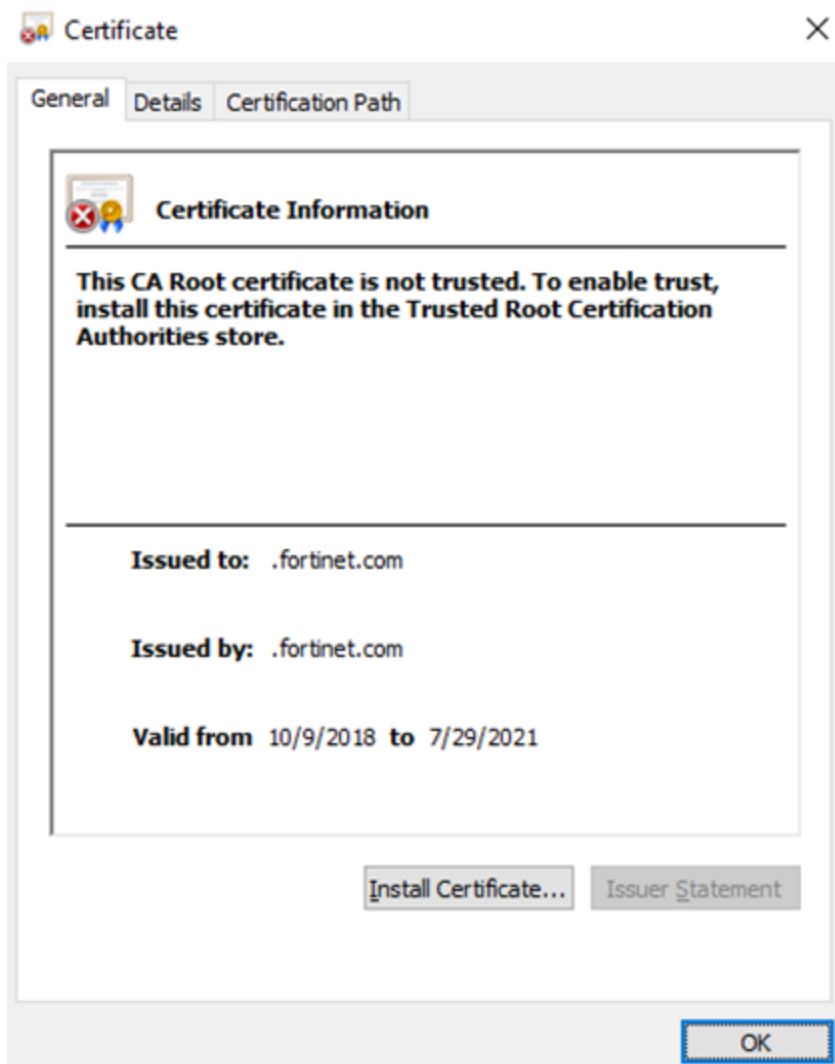 Certificate
General Details Certification Path
Certificate Information
This CA Root certificate is not trusted. To enable trust,
install this certificate in the Trusted Root Certification
Authorities store.
Issued to: .fortinet.com
Issued by: .fortinet.com
Valid from 10/9/2018 to 7/29/2021
Install Certificate... Issuer Statement
OK